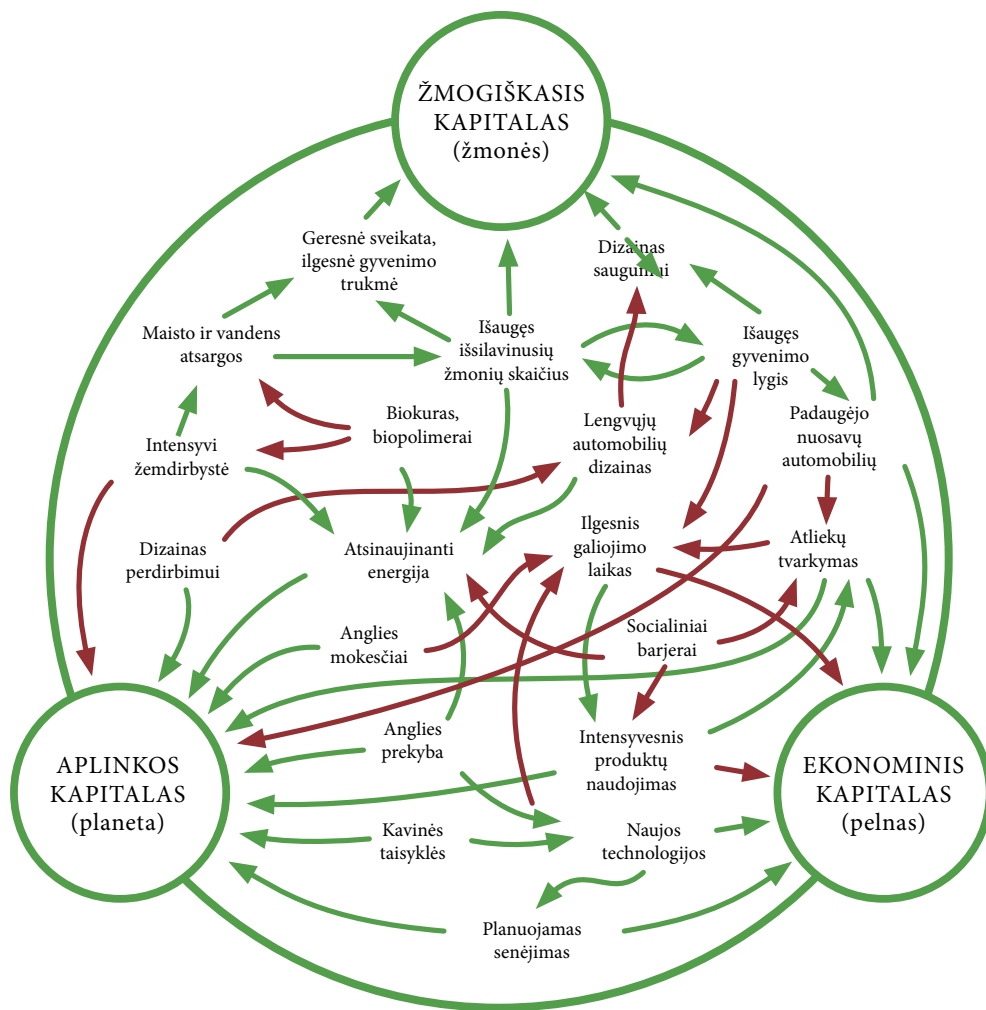 ŽMOGIŠKASIS
KAPITALAS
(žmonės)
Geresnė sveikata,
ilgesnė gyvenimo
trukmė
Dizainas
saugumui
Maisto ir vandens
atsargos
Išaugęs
išsilavinusių
žmonių skaičius
Išaugęs
gyvenimo
lygis
Biokuras,
biopolimerai
Lengvųjų
automobilių
dizainas
Padaugėjo
nuosavų
automobilių
Intensyvi
žemdirbystė
Dizainas
perdirbimui
Atsinaujinanti
energija
Ilgesnis
galiojimo
laikas
Atliekų
tvarkymas
Anglies
mokesčiai
Socialiniai
barjerai
Anglies
prekyba
Intensyvesnis
produktų
naudojimas
APLINKOS
KAPITALAS
(planeta)
EKONOMINIS
KAPITALAS
(pelnas)
Kavinės
taisyklės
Naujos
technologijos
Planuojamas
senėjimas